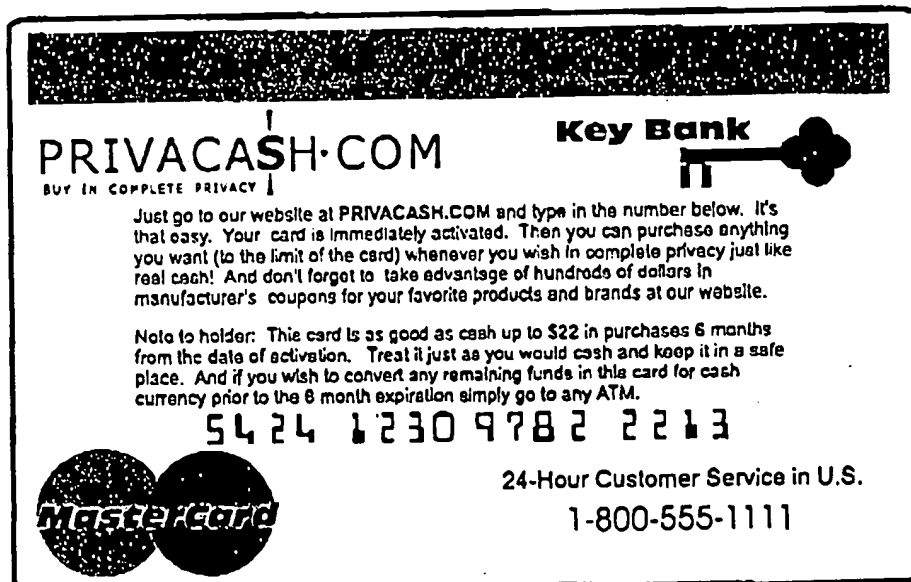 PRIVACASH·COM
BUY IN COMPLETE PRIVACY
Key Bank
Just go to our website at PRIVACASH.COM and type in the number below. It's
that easy. Your card is immediately activated. Then you can purchase anything
you want (to the limit of the card) whenever you wish in complete privacy just like
real cash! And don't forget to take advantage of hundreds of dollars in
manufacturer's coupons for your favorite products and brands at our website.
Note to holder: This card is as good as cash up to $22 in purchases 6 months
from the date of activation. Treat it just as you would cash and keep it in a safe
place. And if you wish to convert any remaining funds in this card for cash
currency prior to the 6 month expiration simply go to any ATM.
5424 1230 9782 2213
MasterCard
24-Hour Customer Service in U.S.
1-800-555-1111